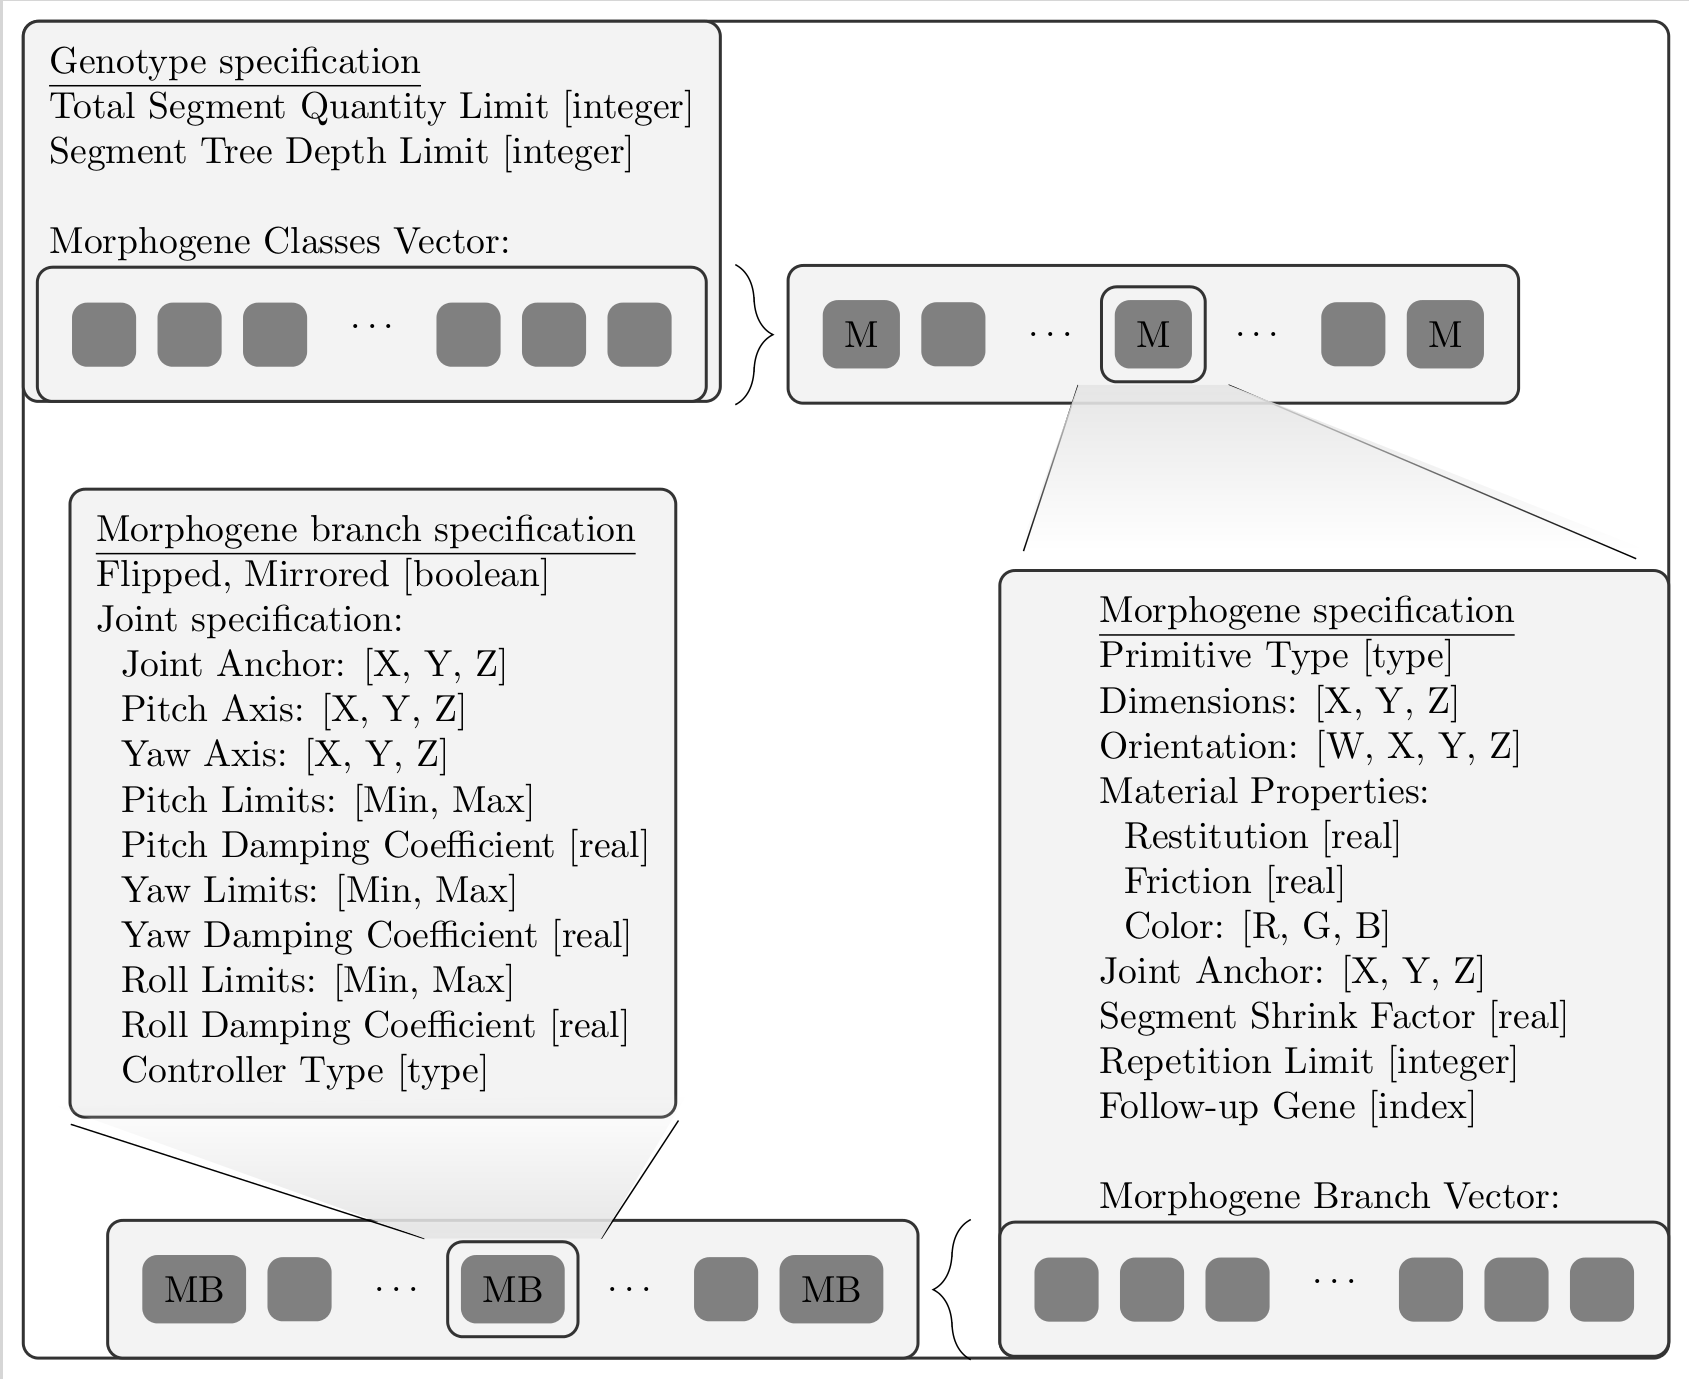 Genotype specification
Total Segment Quantity Limit [integer]
Segment Tree Depth Limit [integer]
Morphogene Classes Vector:
...
M ... M ... M
Morphogene specification
Primitive Type [type]
Dimensions: [X, Y, Z]
Orientation: [W, X, Y, Z]
Material Properties:
Restitution [real]
Friction [real]
Color: [R, G, B]
Joint Anchor: [X, Y, Z]
Segment Shrink Factor [real]
Repetition Limit [integer]
Follow-up Gene [index]
Morphogene Branch Vector:
...
MB ... MB ... MB
Morphogene branch specification
Flipped, Mirrored [boolean]
Joint specification:
Joint Anchor: [X, Y, Z]
Pitch Axis: [X, Y, Z]
Yaw Axis: [X, Y, Z]
Pitch Limits: [Min, Max]
Pitch Damping Coefficient [real]
Yaw Limits: [Min, Max]
Yaw Damping Coefficient [real]
Roll Limits: [Min, Max]
Roll Damping Coefficient [real]
Controller Type [type]